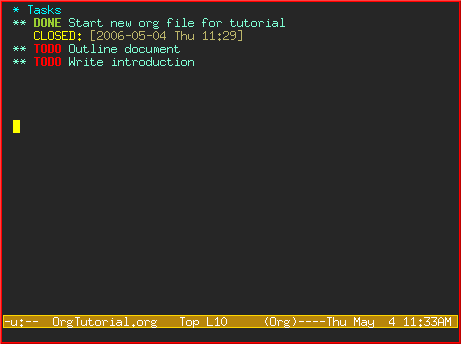 * Tasks
** DONE Start new org file for tutorial
CLOSED: [2006-05-04 Thu 11:29]
** TODO Outline document
** TODO Write introduction
-u:-- OrgTutorial.org Top L10 (Org)----Thu May 4 11:33AM